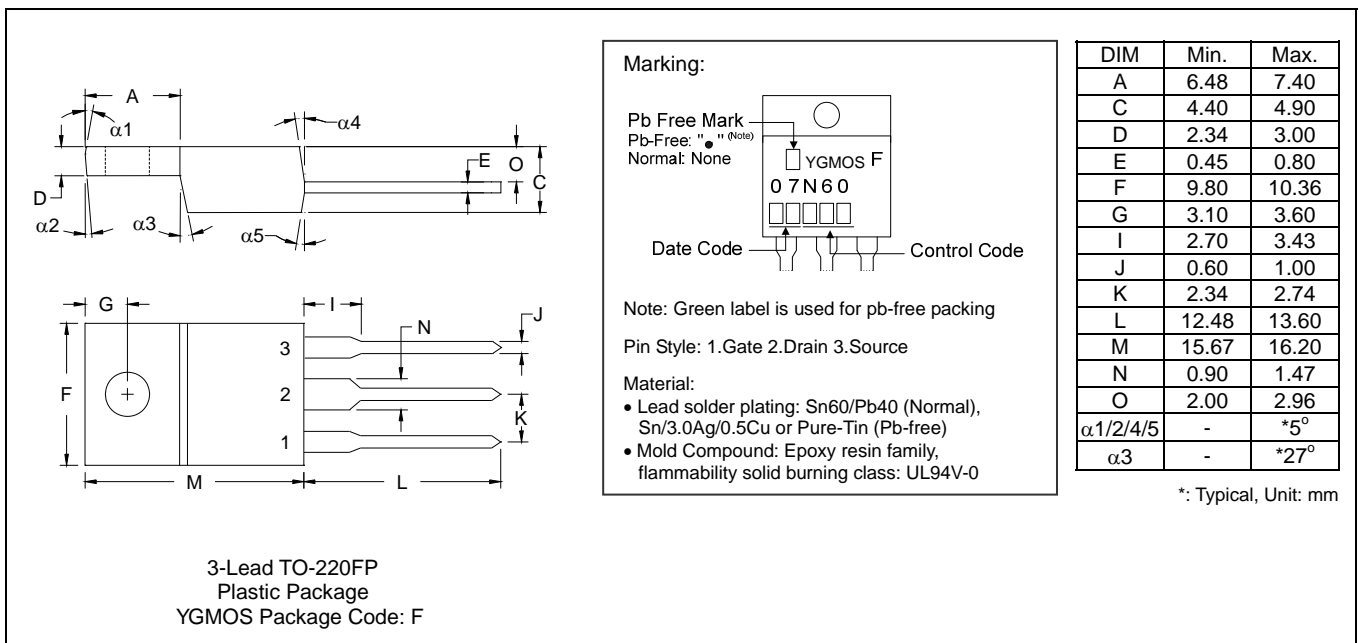 A
α1
α4
D
E
O
C
α2
α3
α5
G
I
J
N
3
F
2
K
1
M
L
3-Lead TO-220FP
Plastic Package
YGMOS Package Code: F
Marking:
Pb Free Mark
Pb-Free: "●" (Note)
Normal: None
YGMOS F
07N60
Date Code
Control Code
Note: Green label is used for pb-free packing
Pin Style: 1.Gate 2.Drain 3.Source
Material:
• Lead solder plating: Sn60/Pb40 (Normal),
Sn/3.0Ag/0.5Cu or Pure-Tin (Pb-free)
• Mold Compound: Epoxy resin family,
flammability solid burning class: UL94V-0
DIM Min. Max.
A 6.48 7.40
C 4.40 4.90
D 2.34 3.00
E 0.45 0.80
F 9.80 10.36
G 3.10 3.60
I 2.70 3.43
J 0.60 1.00
K 2.34 2.74
L 12.48 13.60
M 15.67 16.20
N 0.90 1.47
O 2.00 2.96
α1/2/4/5 - *5°
α3 - *27°
*: Typical, Unit: mm